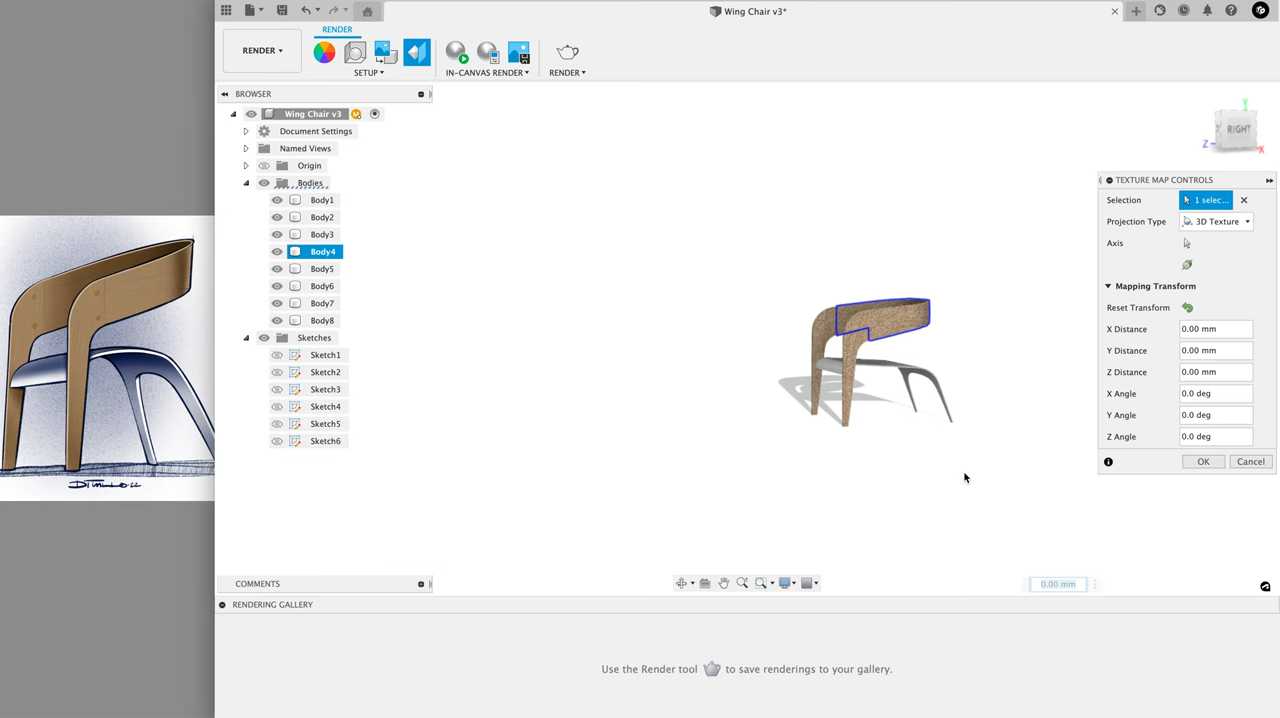 Wing Chair v3*
RENDER
RENDER
SETUP
IN-CANVAS RENDER
RENDER
BROWSER
Wing Chair v3
Document Settings
Named Views
Origin
Bodies
Body1
Body2
Body3
Body4
Body5
Body6
Body7
Body8
Sketches
Sketch1
Sketch2
Sketch3
Sketch4
Sketch5
Sketch6
Y
RIGHT
Z
X
TEXTURE MAP CONTROLS
Selection 1 selec...
Projection Type 3D Texture
Axis
Mapping Transform
Reset Transform
X Distance 0.00 mm
Y Distance 0.00 mm
Z Distance 0.00 mm
X Angle 0.0 deg
Y Angle 0.0 deg
Z Angle 0.0 deg
OK Cancel
COMMENTS
0.00 mm
RENDERING GALLERY
Use the Render tool to save renderings to your gallery.